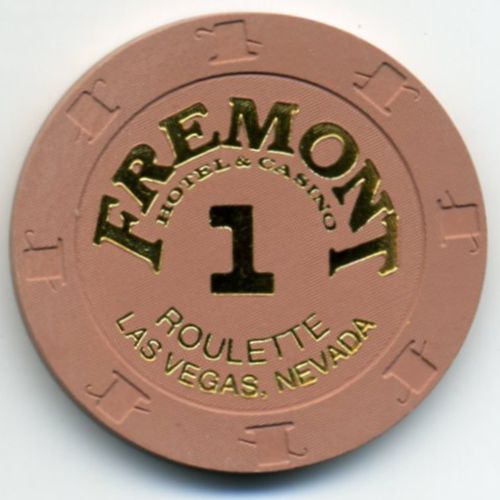 FREMONT
HOTEL & CASINO
1
ROULETTE
LAS VEGAS, NEVADA